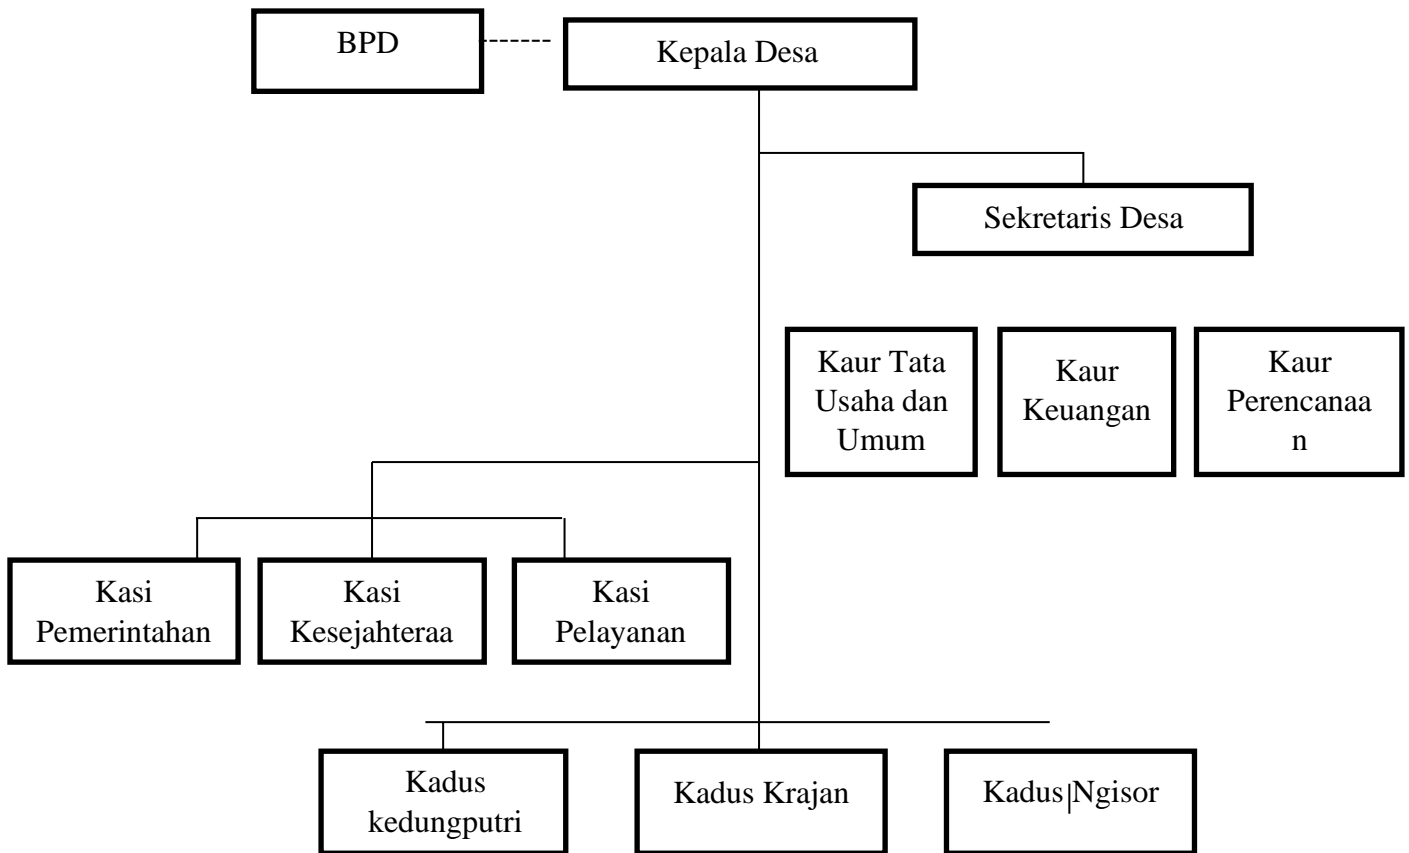 BPD
Kepala Desa
Sekretaris Desa
Kaur Tata
Usaha dan
Umum
Kaur
Keuangan
Kaur
Perencanaa
n
Kasi
Pemerintahan
Kasi
Kesejahteraa
Kasi
Pelayanan
Kadus
kedungputri
Kadus Krajan
Kadus Ngisor